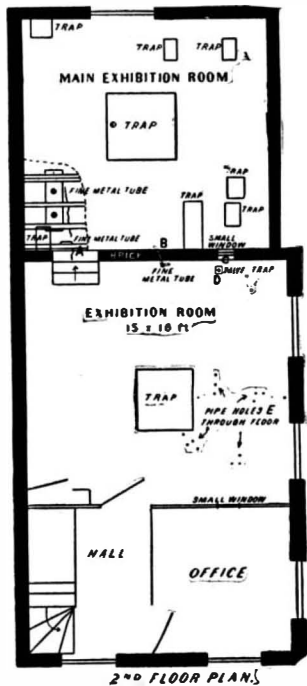 TRAP
TRAP
TRAP
MAIN EXHIBITION ROOM
TRAP
FINE METAL TUBE
TRAP
TRAP
TRAP
TRAP
FINE METAL TUBE
SMALL
WINDOW
A
BRICK
B
FINE
METAL TUBE
C
TRAP
D
EXHIBITION ROOM
15 x 18 ft
TRAP
PIPE HOLES E
THROUGH FLOOR
SMALL WINDOW
HALL
OFFICE
2ND FLOOR PLAN.